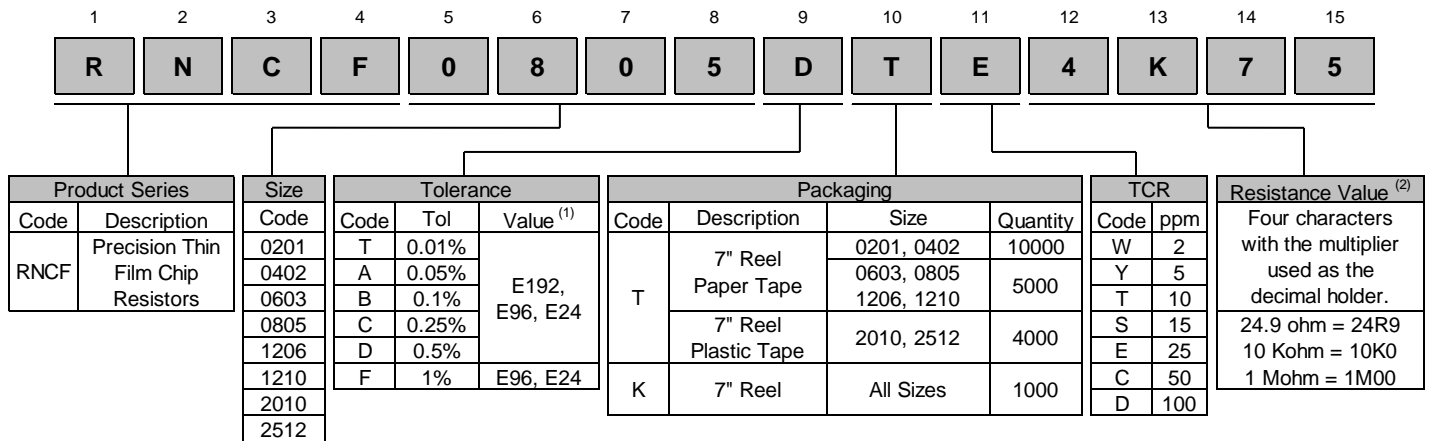 1 2 3 4 5 6 7 8 9 10 11 12 13 14 15
R N C F 0 8 0 5 D T E 4 K 7 5
Product Series
Code Description
RNCF
Precision Thin
Film Chip
Resistors
Size
Code
0201
0402
0603
0805
1206
1210
2010
2512
Tolerance
Code Tol Value (1)
T 0.01%
A 0.05%
B 0.1%
C 0.25%
D 0.5%
E192,
E96, E24
F 1% E96, E24
Packaging
Code Description Size Quantity
T
7" Reel
Paper Tape
0201, 0402 10000
0603, 0805
1206, 1210
5000
7" Reel
Plastic Tape
2010, 2512 4000
K 7" Reel All Sizes 1000
TCR
Code ppm
W 2
Y 5
T 10
S 15
E 25
C 50
D 100
Resistance Value (2)
Four characters
with the multiplier
used as the
decimal holder.
24.9 ohm = 24R9
10 Kohm = 10K0
1 Mohm = 1M00